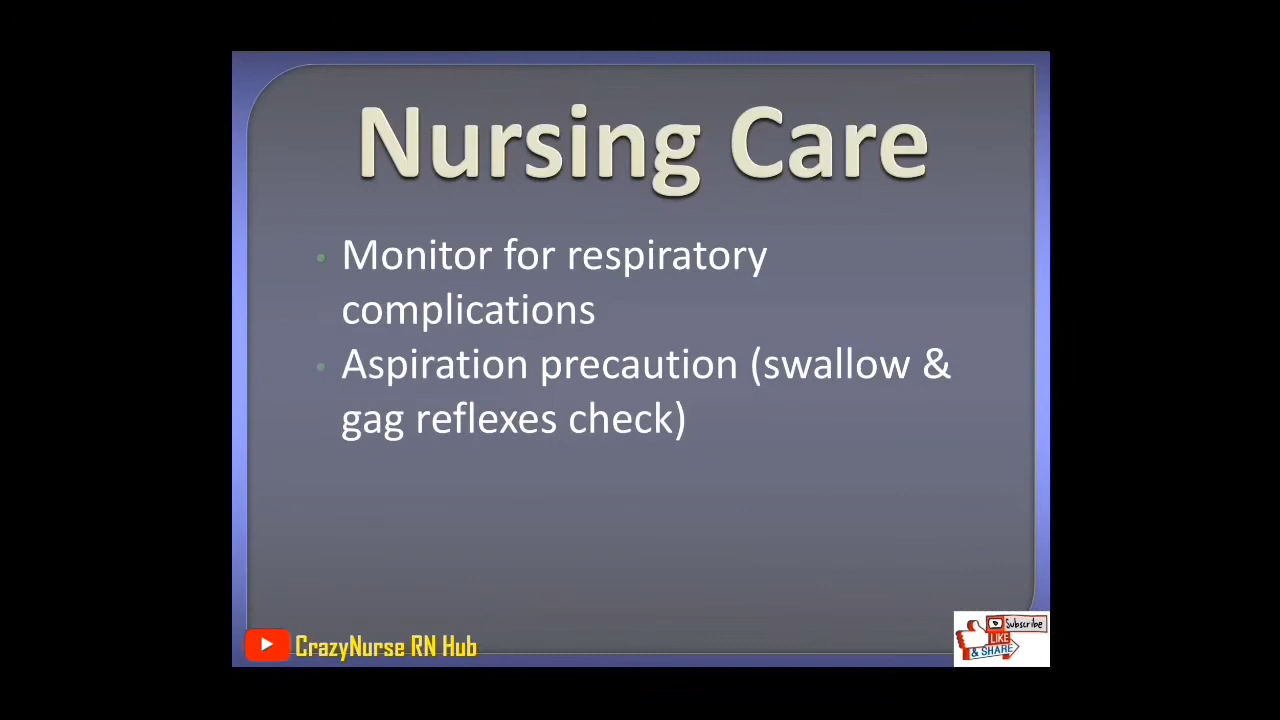 Nursing Care
• Monitor for respiratory
complications
• Aspiration precaution (swallow &
gag reflexes check)
CrazyNurse RN Hub
Subscribe
LIKE
& SHARE